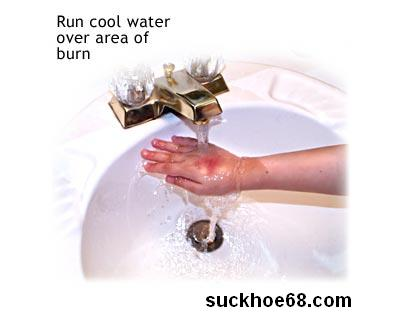 Run cool water
over area of
burn
suckhoe68.com